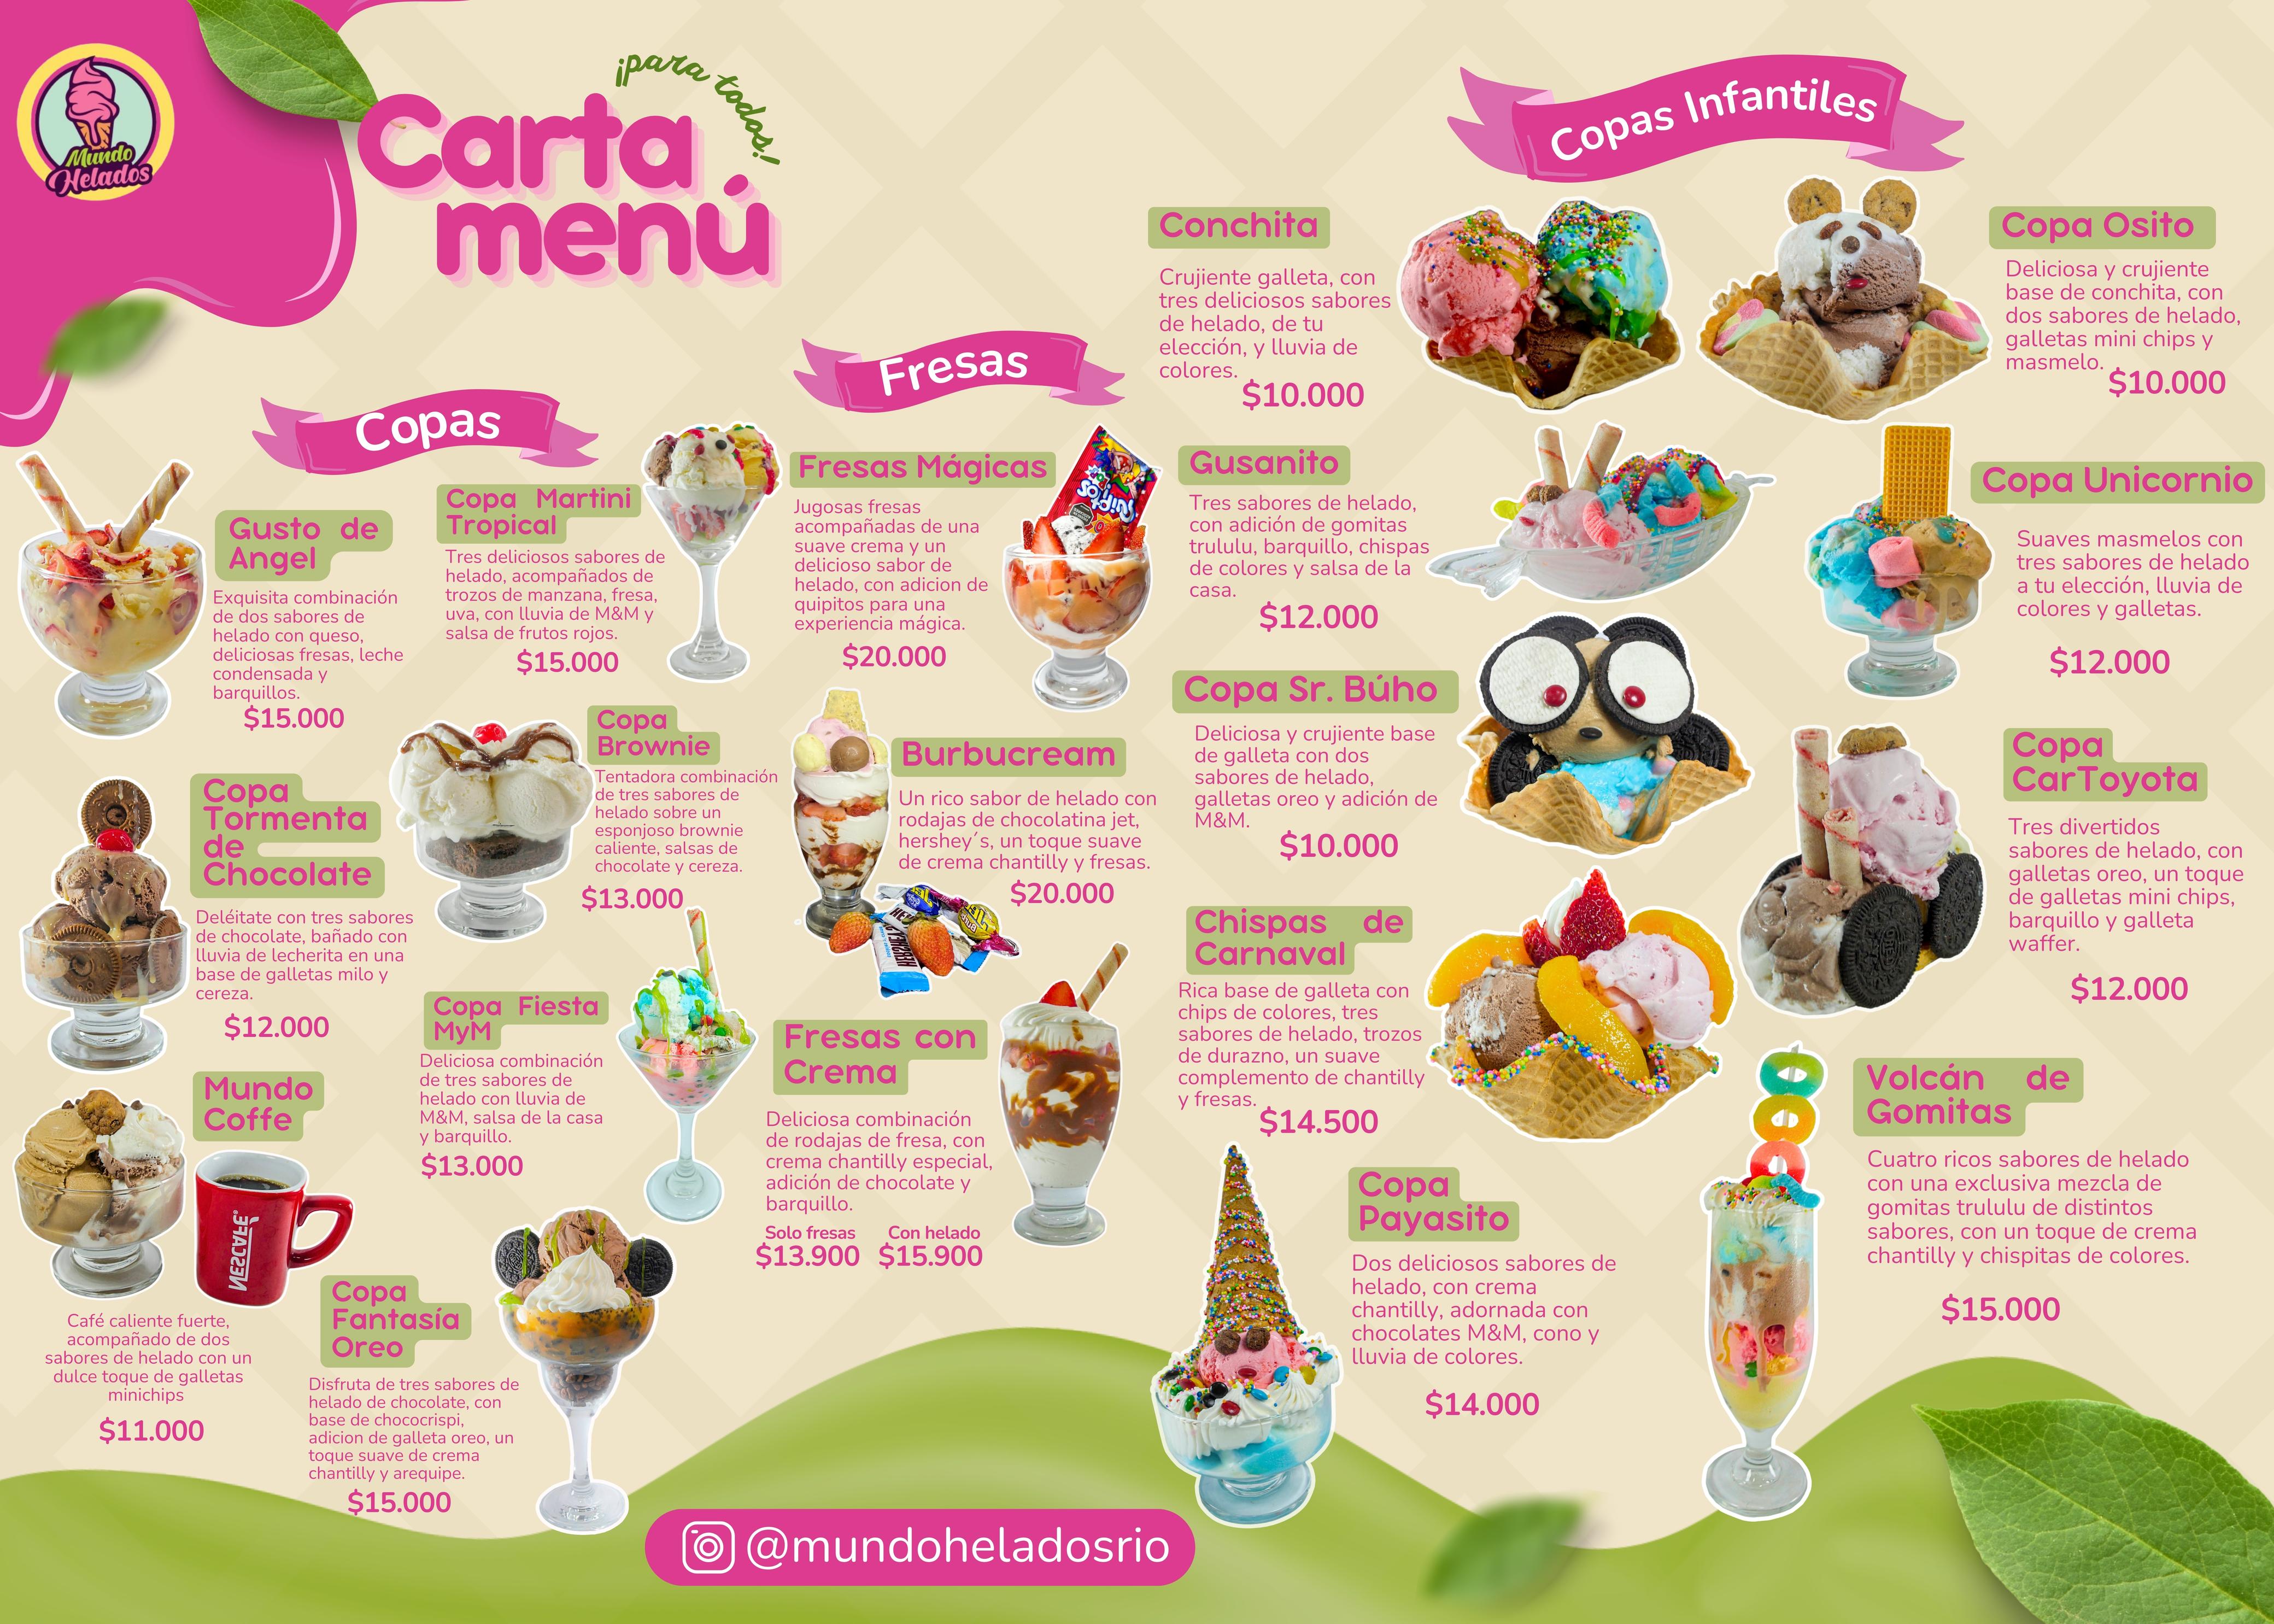 Mundo
Helados
¡para todos!
Carta
menú
Copas
Gusto de
Angel
Exquisita combinación
de dos sabores de
helado con queso,
deliciosas fresas, leche
condensada y
barquillos.
$15.000
Copa Martini
Tropical
Tres deliciosos sabores de
helado, acompañados de
trozos de manzana, fresa,
uva, con lluvia de M&M y
salsa de frutos rojos.
$15.000
Copa
Brownie
Tentadora combinación
de tres sabores de
helado sobre un
esponjoso brownie
caliente, salsas de
chocolate y cereza.
$13.000
Copa
Tormenta
de
Chocolate
Deléitate con tres sabores
de chocolate, bañado con
lluvia de lecherita en una
base de galletas milo y
cereza.
$12.000
Copa Fiesta
MyM
Deliciosa combinación
de tres sabores de
helado con lluvia de
M&M, salsa de la casa
y barquillo.
$13.000
Mundo
Coffe
NESCAFÉ
Café caliente fuerte,
acompañado de dos
sabores de helado con un
dulce toque de galletas
minichips
$11.000
Copa
Fantasía
Oreo
Disfruta de tres sabores de
helado de chocolate, con
base de chococrispi,
adicion de galleta oreo, un
toque suave de crema
chantilly y arequipe.
$15.000
Fresas
Fresas Mágicas
Jugosas fresas
acompañadas de una
suave crema y un
delicioso sabor de
helado, con adicion de
quipitos para una
experiencia mágica.
$20.000
Burbucream
Un rico sabor de helado con
rodajas de chocolatina jet,
hershey´s, un toque suave
de crema chantilly y fresas.
$20.000
Fresas con
Crema
Deliciosa combinación
de rodajas de fresa, con
crema chantilly especial,
adición de chocolate y
barquillo.
Solo fresas Con helado
$13.900 $15.900
Copas Infantiles
Conchita
Crujiente galleta, con
tres deliciosos sabores
de helado, de tu
elección, y lluvia de
colores.
$10.000
Copa Osito
Deliciosa y crujiente
base de conchita, con
dos sabores de helado,
galletas mini chips y
masmelo.
$10.000
Gusanito
Tres sabores de helado,
con adición de gomitas
trululu, barquillo, chispas
de colores y salsa de la
casa.
$12.000
Copa Unicornio
Suaves masmelos con
tres sabores de helado
a tu elección, lluvia de
colores y galletas.
$12.000
Copa Sr. Búho
Deliciosa y crujiente base
de galleta con dos
sabores de helado,
galletas oreo y adición de
M&M.
$10.000
Copa
CarToyota
Tres divertidos
sabores de helado, con
galletas oreo, un toque
de galletas mini chips,
barquillo y galleta
waffer.
$12.000
Chispas de
Carnaval
Rica base de galleta con
chips de colores, tres
sabores de helado, trozos
de durazno, un suave
complemento de chantilly
y fresas.
$14.500
Volcán de
Gomitas
Cuatro ricos sabores de helado
con una exclusiva mezcla de
gomitas trululu de distintos
sabores, con un toque de crema
chantilly y chispitas de colores.
$15.000
Copa
Payasito
Dos deliciosos sabores de
helado, con crema
chantilly, adornada con
chocolates M&M, cono y
lluvia de colores.
$14.000
@mundoheladosrio